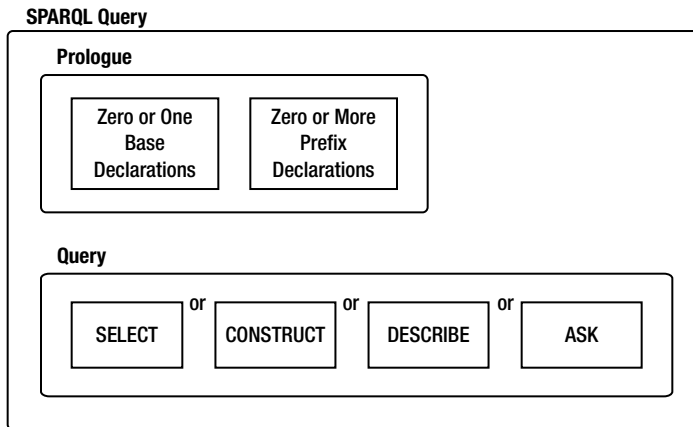 SPARQL Query
Prologue
Zero or One
Base
Declarations
Zero or More
Prefix
Declarations
Query
SELECT or CONSTRUCT or DESCRIBE or ASK